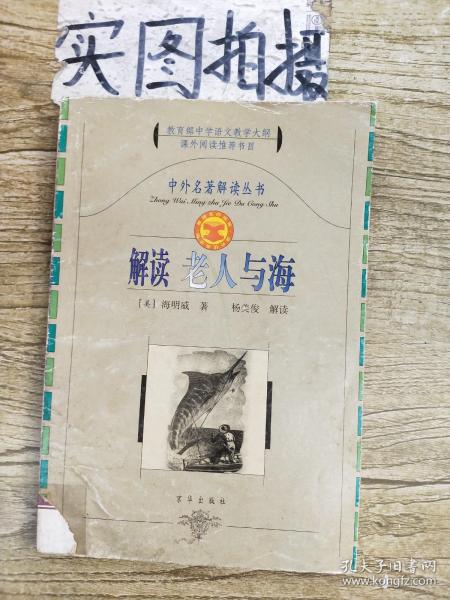 实图拍摄
教育部中学语文教学大纲
课外阅读推荐书目
中外名著解读丛书
Zhong Wai Ming zhu Jie Du Cong Shu
解读 老人与海
[美] 海明威 著 杨美俊 解读
京华出版社
孔夫子旧书网
www.kongfz.com